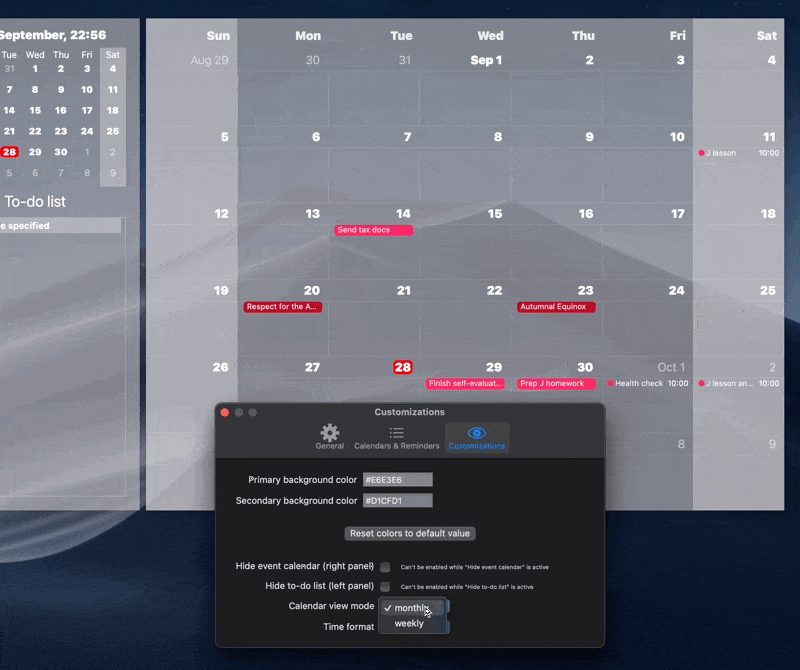 September, 22:56
Tue Wed Thu Fri Sat
31 1 2 3 4
7 8 9 10 11
14 15 16 17 18
21 22 23 24 25
28 29 30 1 2
5 6 7 8 9
To-do list
e specified
Sun Mon Tue Wed Thu Fri Sat
Aug 29 30 31 Sep 1 2 3 4
5 6 7 8 9 10 11
J lesson 10:00
12 13 14 15 16 17 18
Send tax docs
19 20 21 22 23 24 25
Respect for the A... Autumnal Equinox
26 27 28 29 30 Oct 1 2
Finish self-evaluat... Prep J homework Health check 10:00 J lesson an... 10:00
8 9
Customizations
General Calendars & Reminders Customizations
Primary background color #E6E3E6
Secondary background color #D1CFD1
Reset colors to default value
Hide event calendar (right panel) Can't be enabled while "Hide event calendar" is active
Hide to-do list (left panel) Can't be enabled while "Hide to-do list" is active
Calendar view mode ✓ monthly
weekly
Time format